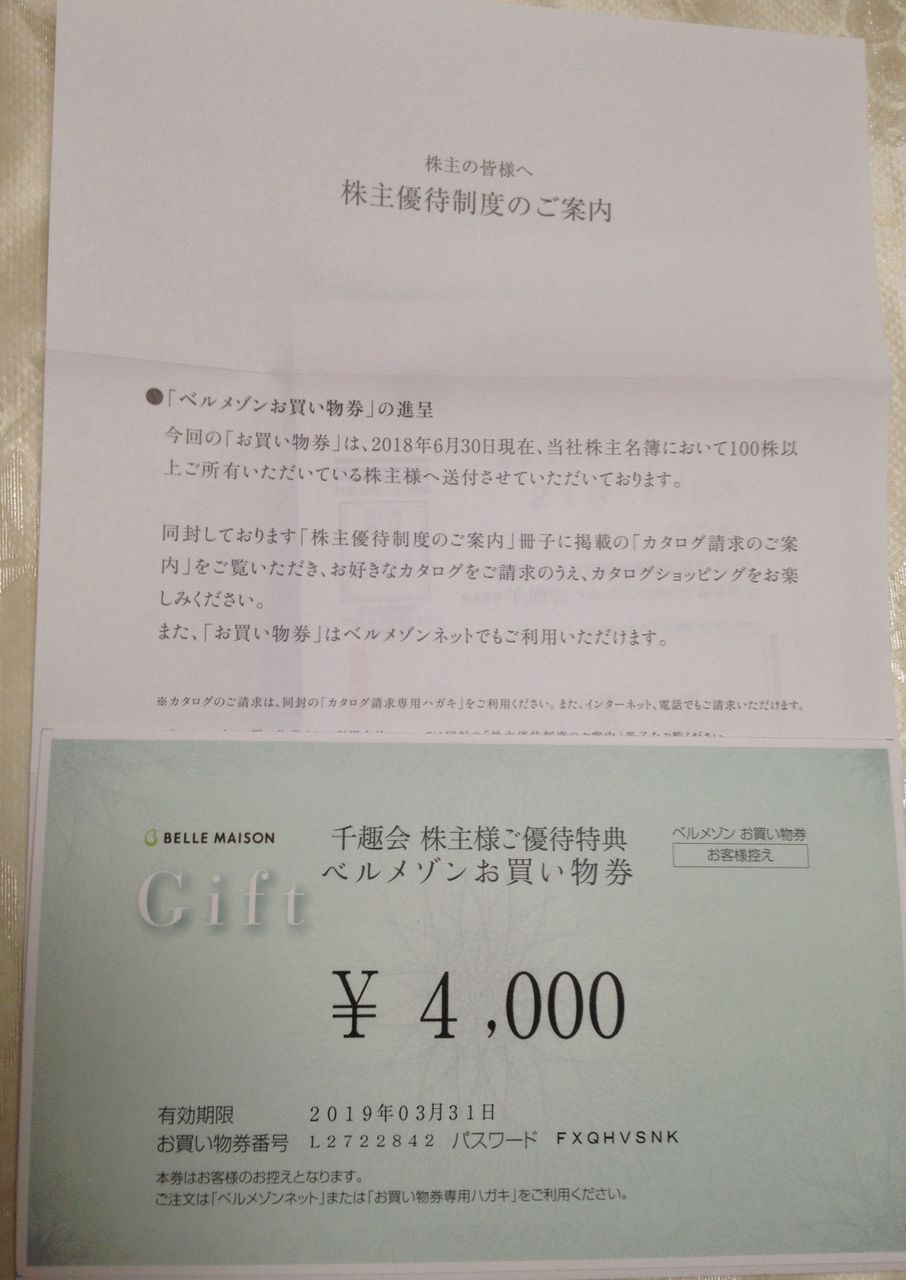 株主の皆様へ
株主優待制度のご案内
●「ベルメゾンお買い物券」の進呈
今回の「お買い物券」は、2018年6月30日現在、当社株主名簿において100株以
上ご所有いただいている株主様へ送付させていただいております。
同封しております「株主優待制度のご案内」冊子に掲載の「カタログ請求のご案
内」をご覧いただき、お好きなカタログをご請求のうえ、カタログショッピングをお楽
しみください。
また、「お買い物券」はベルメゾンネットでもご利用いただけます。
※カタログのご請求は、同封の「カタログ請求専用ハガキ」をご利用ください。また、インターネット、電話でもご請求いただけます。
BELLE MAISON
Gift
千趣会 株主様ご優待特典
ベルメゾンお買い物券
ベルメゾン お買い物券
お客様控え
¥ 4,000
有効期限 2019年03月31日
お買い物券番号 L2722842 パスワード FXQHVSNK
本券はお客様のお控えとなります。
ご注文は「ベルメゾンネット」または「お買い物券専用ハガキ」をご利用ください。